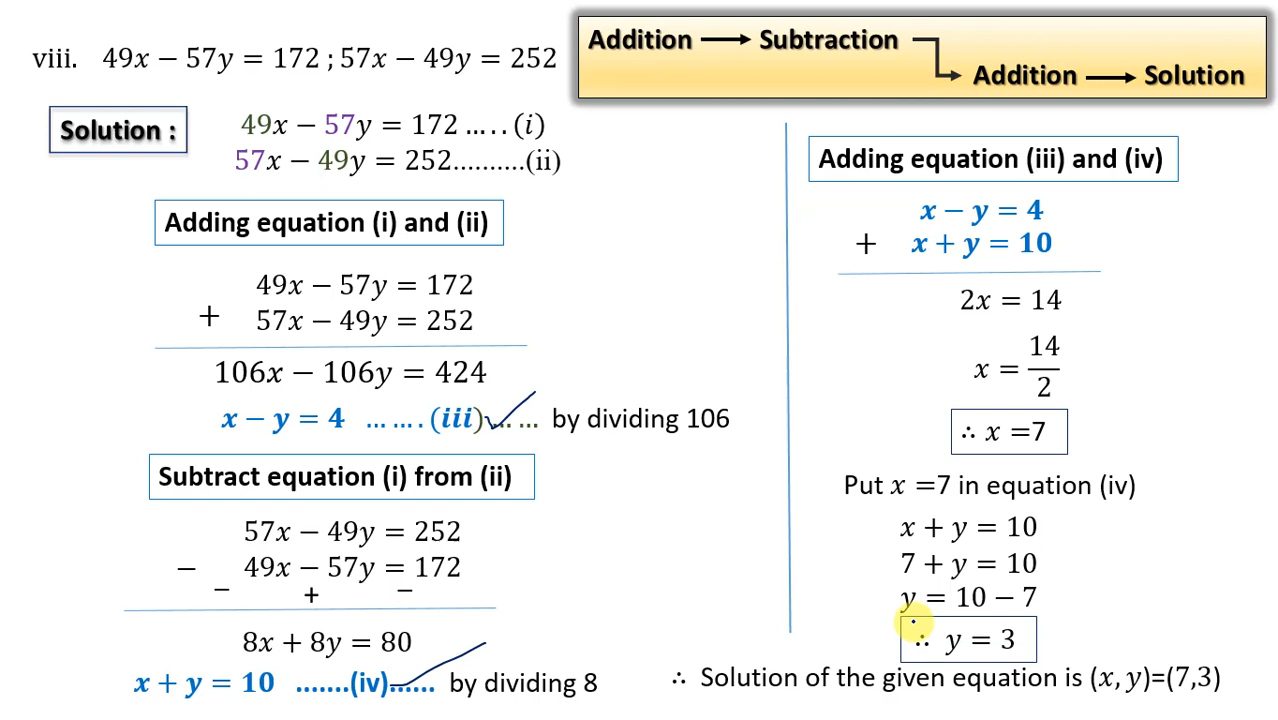 viii. 49x − 57y = 172 ; 57x − 49y = 252
Addition → Subtraction
Addition → Solution
Solution :
49x − 57y = 172 ... . . (i)
57x − 49y = 252..........(ii)
Adding equation (i) and (ii)
49x − 57y = 172
+ 57x − 49y = 252
106x − 106y = 424
x − y = 4 ... ... . (iii) ... ... by dividing 106
Subtract equation (i) from (ii)
57x − 49y = 252
− 49x − 57y = 172
− + −
8x + 8y = 80
x + y = 10 .......(iv)...... by dividing 8
Adding equation (iii) and (iv)
x − y = 4
+ x + y = 10
2x = 14
x = 14/2
∴ x =7
Put x =7 in equation (iv)
x + y = 10
7 + y = 10
y = 10 − 7
∴ y = 3
∴ Solution of the given equation is (x, y)=(7,3)